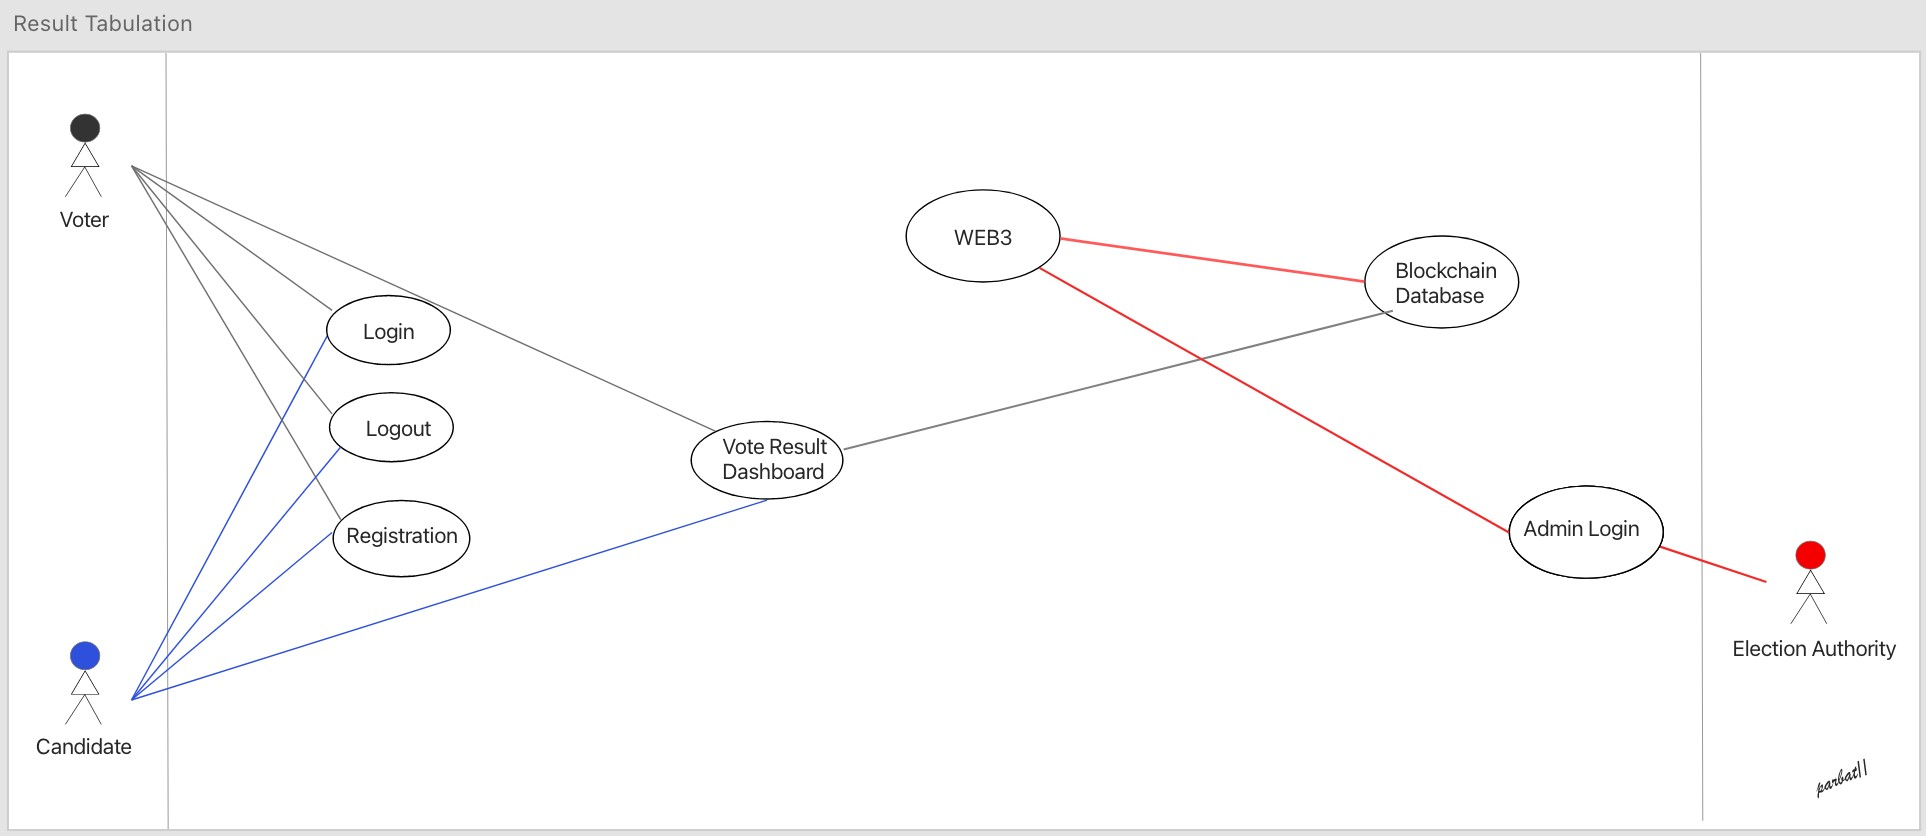 Result Tabulation
Voter
WEB3
Blockchain
Database
Login
Logout
Vote Result
Dashboard
Registration
Admin Login
Election Authority
Candidate
parbat||